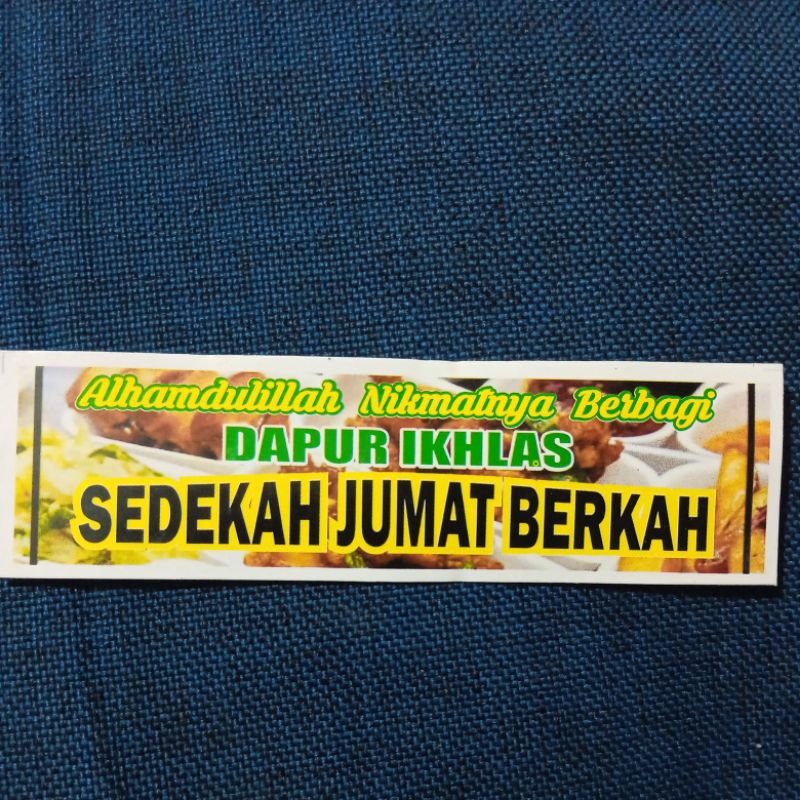 Alhamdulillah Nikmatnya Berbagi
DAPUR IKHLAS
SEDEKAH JUMAT BERKAH